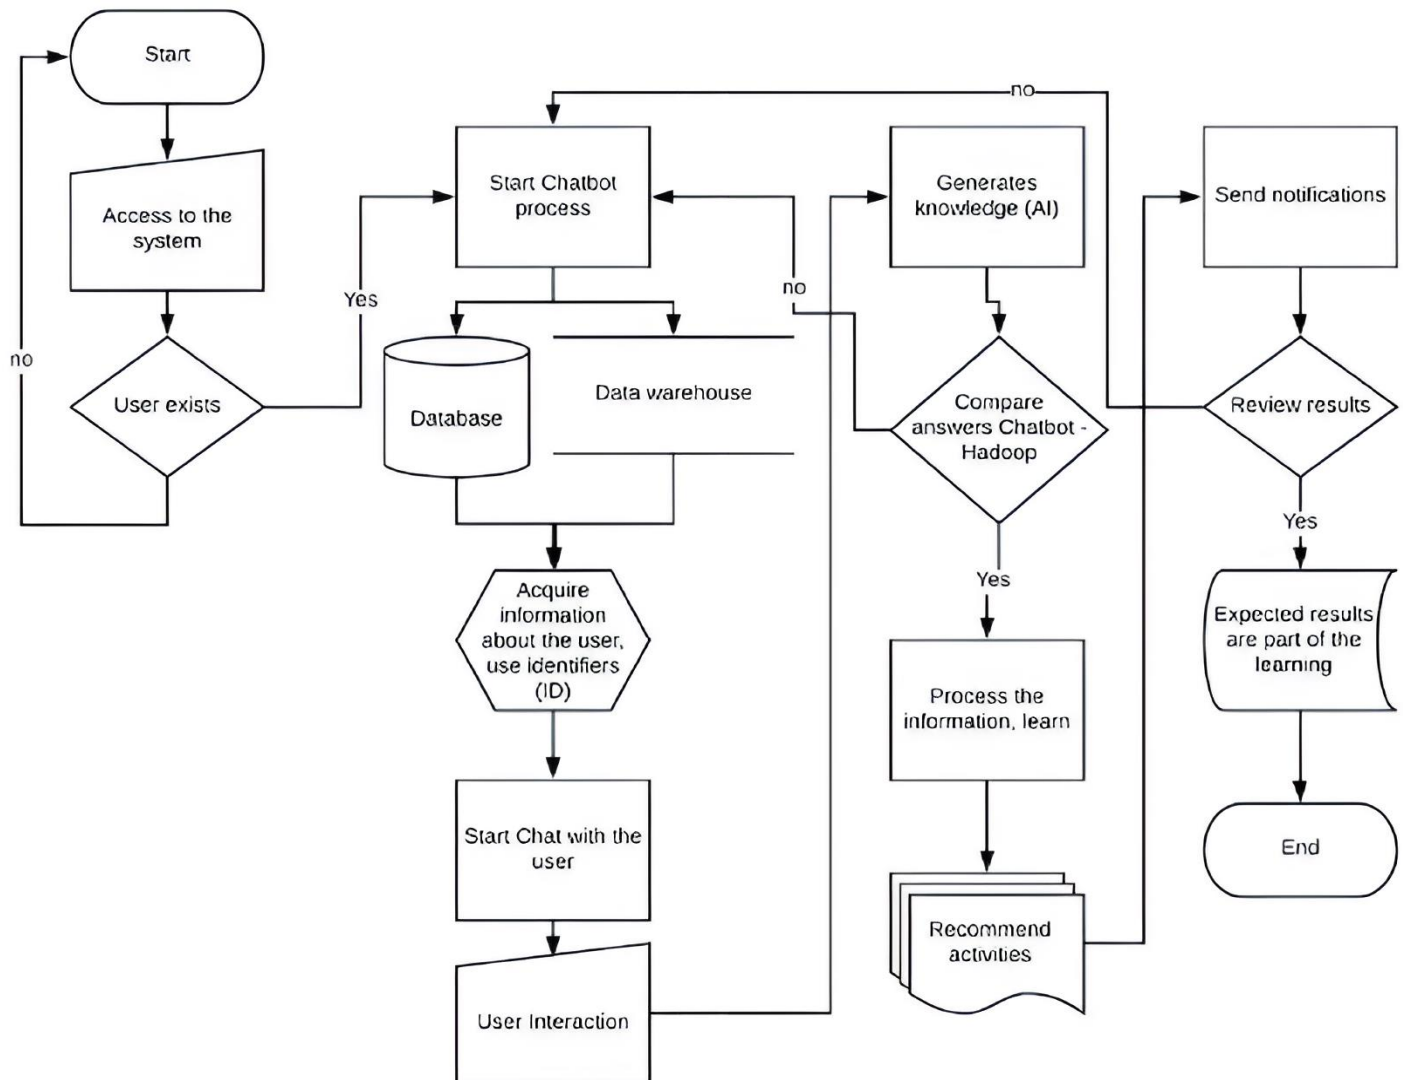 Start
Access to the
system
User exists
no
Yes
Start Chatbot
process
Database
Data warehouse
Acquire
information
about the user,
use identifiers
(ID)
Start Chat with the
user
User Interaction
Generates
knowledge (AI)
no
Compare
answers Chatbot -
Hadoop
Yes
Process the
information, learn
Recommend
activities
no
Send notifications
Review results
Yes
Expected results
are part of the
learning
End